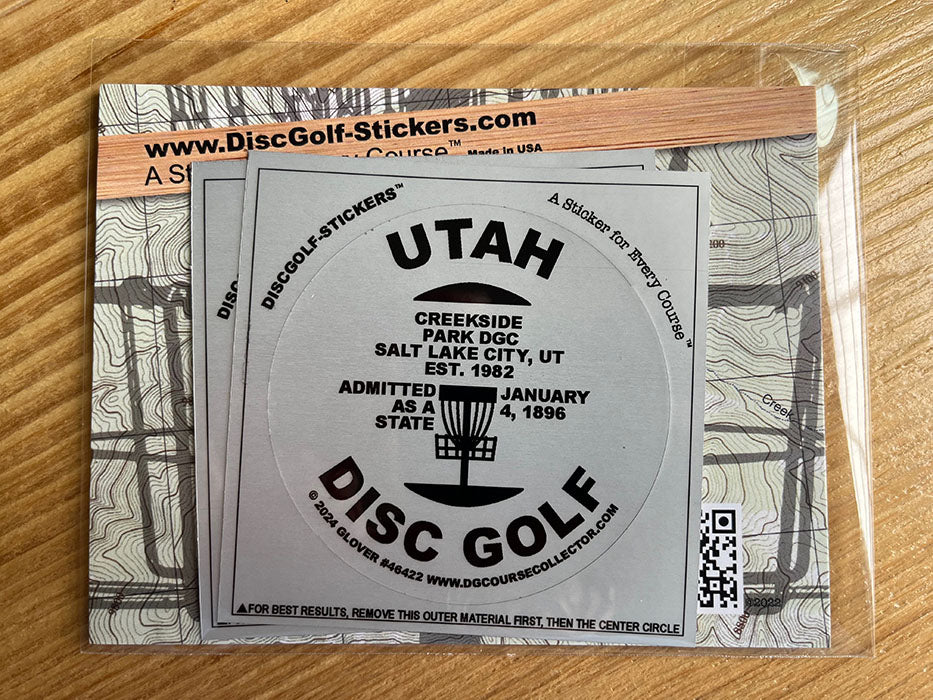 www.DiscGolf-Stickers.com
A St
y Course™ Made in USA
DISC
DISCGOLF-STICKERS™
A Sticker for Every Course™
UTAH
CREEKSIDE
PARK DGC
SALT LAKE CITY, UT
EST. 1982
ADMITTED
AS A
STATE
JANUARY
4, 1896
DISC GOLF
© 2024 GLOVER #46422 WWW.DGCOURSECOLLECTOR.COM
▲FOR BEST RESULTS, REMOVE THIS OUTER MATERIAL FIRST, THEN THE CENTER CIRCLE
Creek
©2022